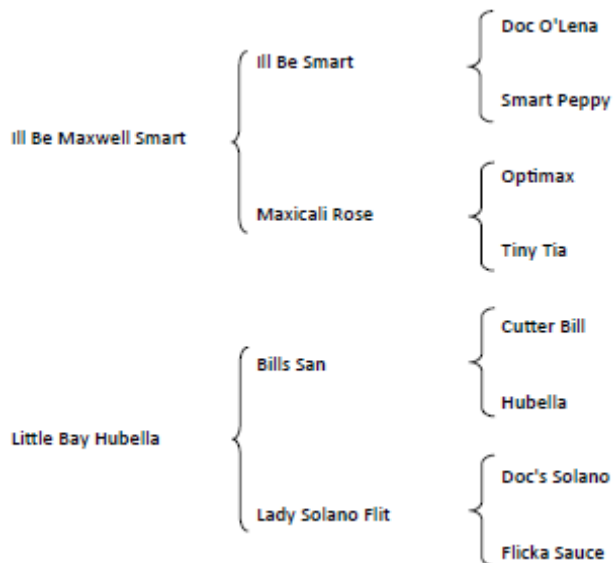 Doc O'Lena
Ill Be Smart
Smart Peppy
Ill Be Maxwell Smart
Optimax
Maxicali Rose
Tiny Tia
Cutter Bill
Bills San
Hubella
Little Bay Hubella
Doc's Solano
Lady Solano Flit
Flicka Sauce